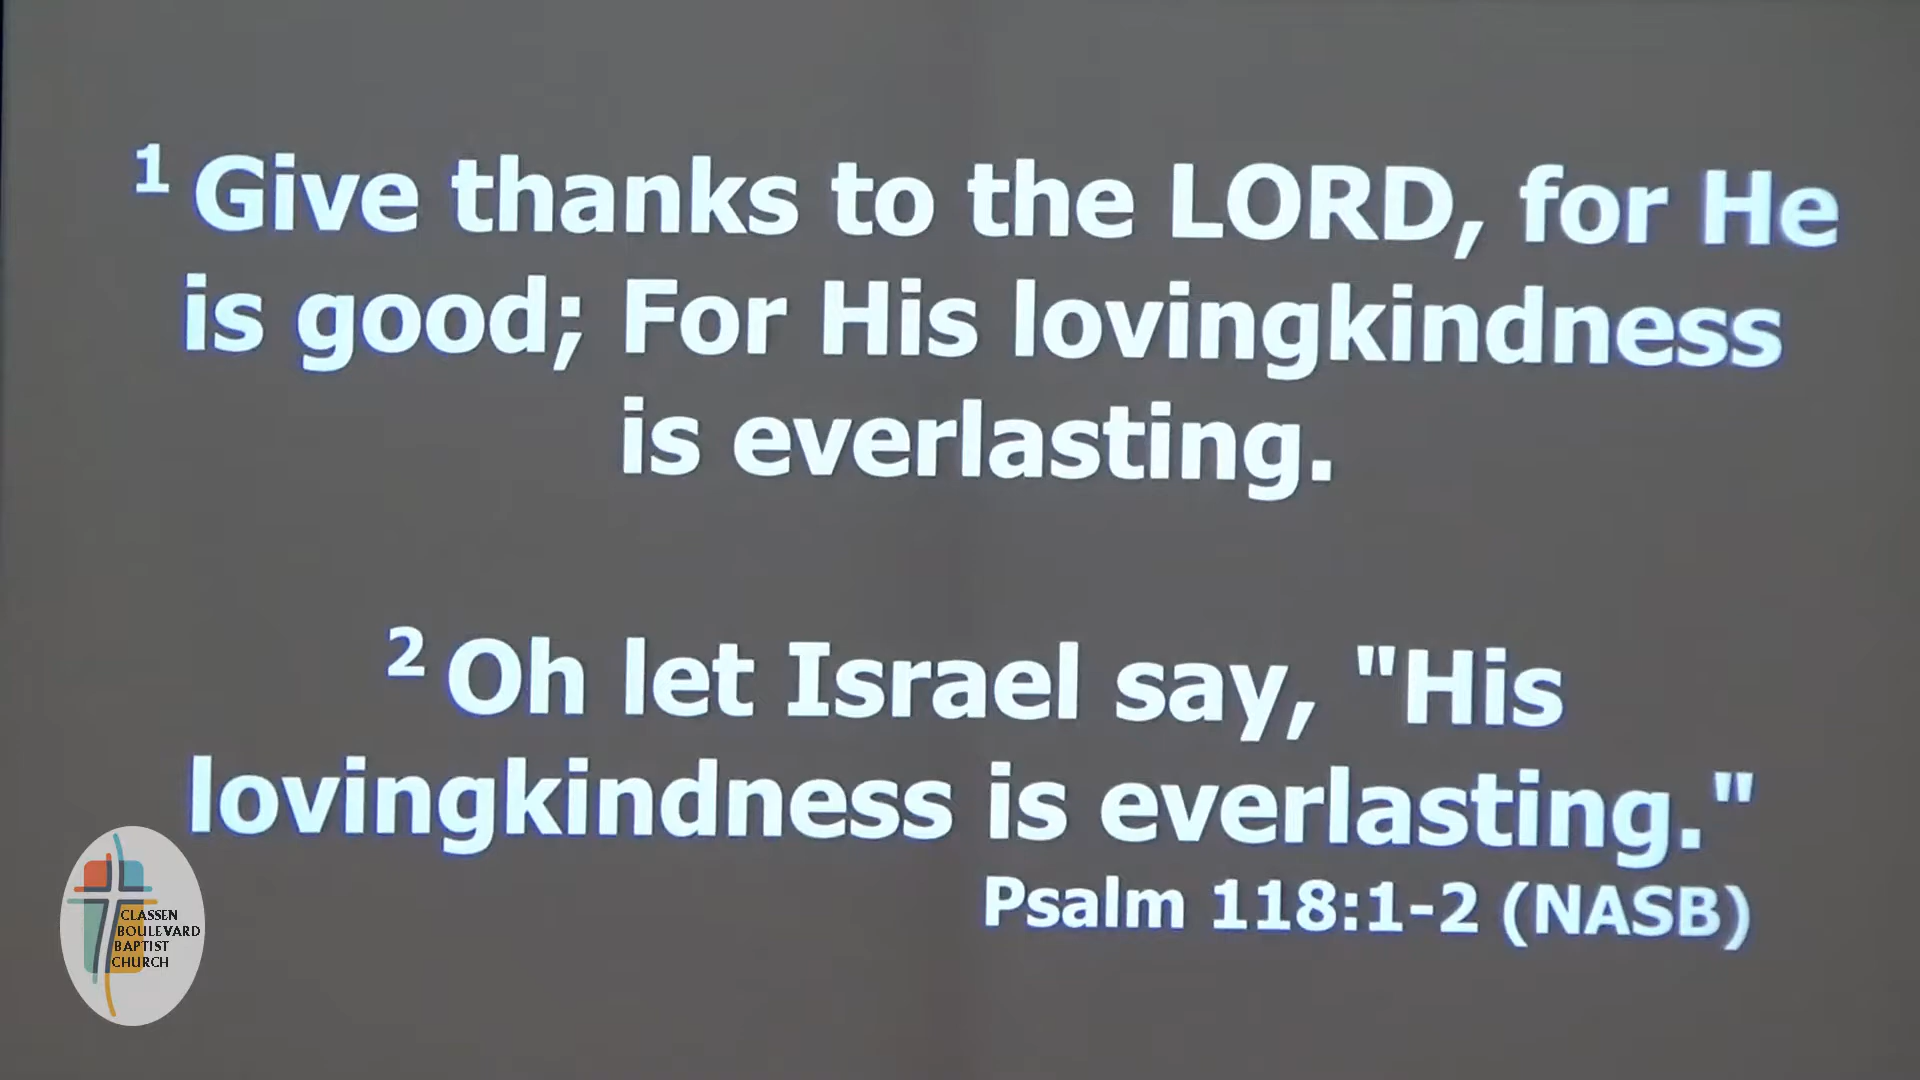 1 Give thanks to the LORD, for He
is good; For His lovingkindness
is everlasting.
2 Oh let Israel say, "His
lovingkindness is everlasting."
Psalm 118:1-2 (NASB)
CLASSEN
BOULEVARD
BAPTIST
CHURCH